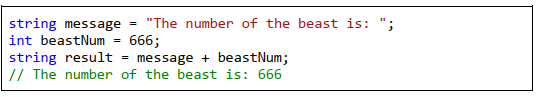 string message = "The number of the beast is: ";
int beastNum = 666;
string result = message + beastNum;
// The number of the beast is: 666